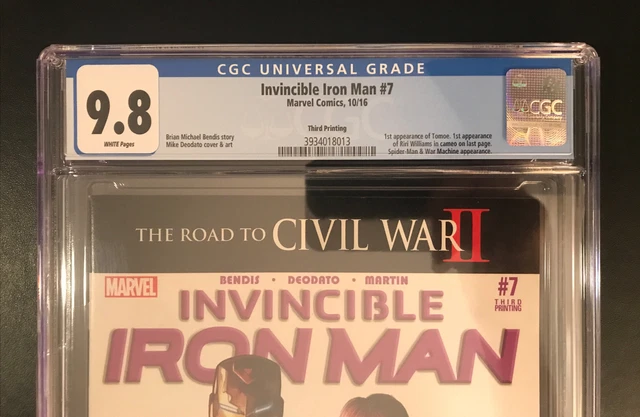 CGC UNIVERSAL GRADE
9.8
WHITE Pages
Invincible Iron Man #7
Marvel Comics, 10/16
Third Printing
Brian Michael Bendis story
Mike Deodato cover & art
3934018013
1st appearance of Tomoe. 1st appearance
of Riri Williams in cameo on last page.
Spider-Man & War Machine appearance.
CGC
THE ROAD TO CIVIL WAR II
MARVEL
BENDIS • DEODATO • MARTIN
#7
THIRD
PRINTING
INVINCIBLE
IRON MAN